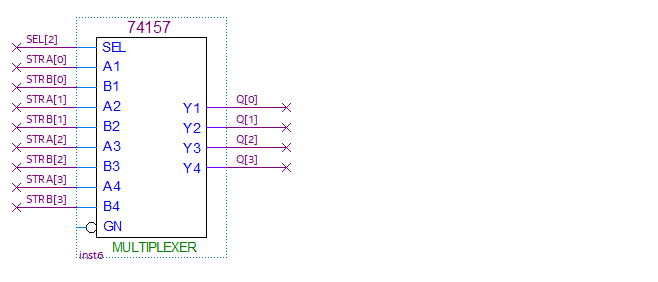 74157
SEL[2] SEL
STRA[0] A1
STRB[0] B1
STRA[1] A2 Y1 Q[0]
STRB[1] B2 Y2 Q[1]
STRA[2] A3 Y3 Q[2]
STRB[2] B3 Y4 Q[3]
STRA[3] A4
STRB[3] B4
GN
MULTIPLEXER
inst6